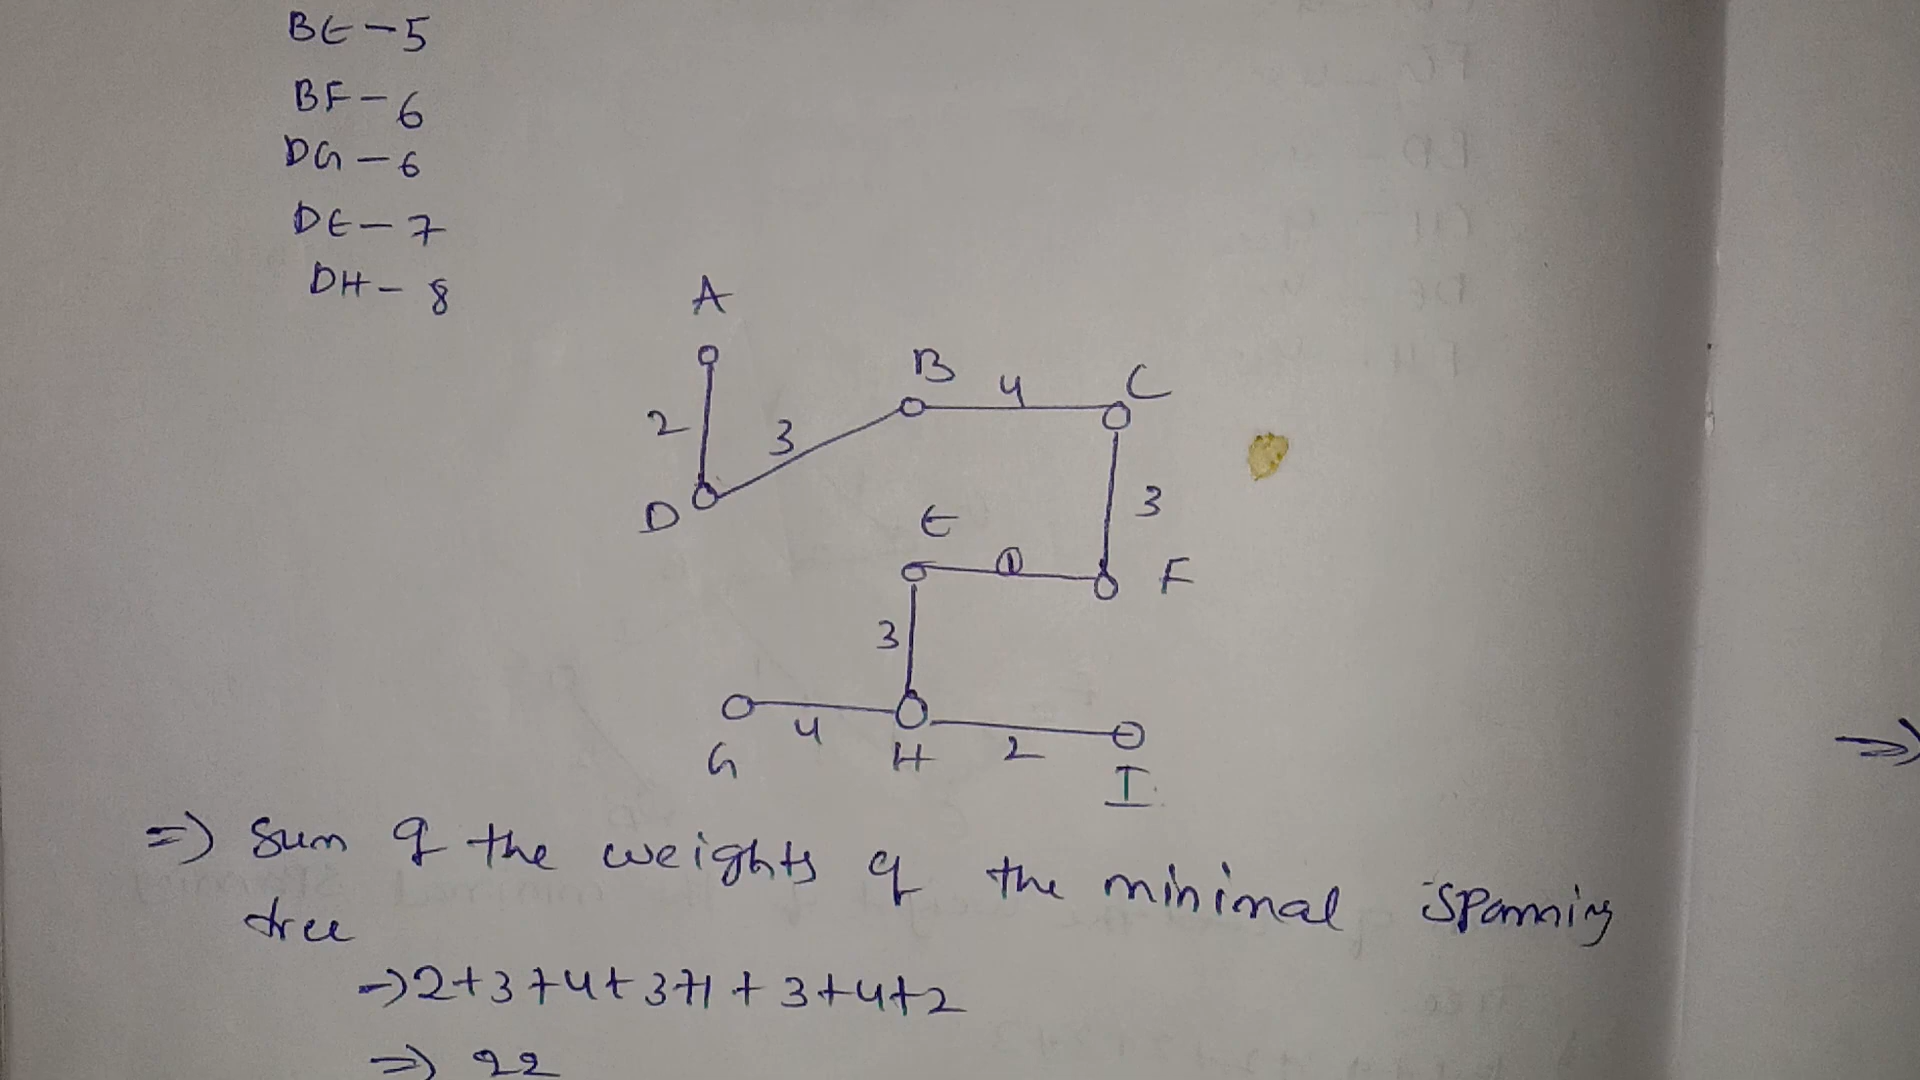 BE-5
BF-6
DG-6
DE-7
DH-8
A
B 4 C
2 3
D
3
E
1 F
3
4
G H 2 I
=> Sum of the weights of the minimal spanning
tree
=> 2+3+4+3+1+3+4+2
=> 22
=>